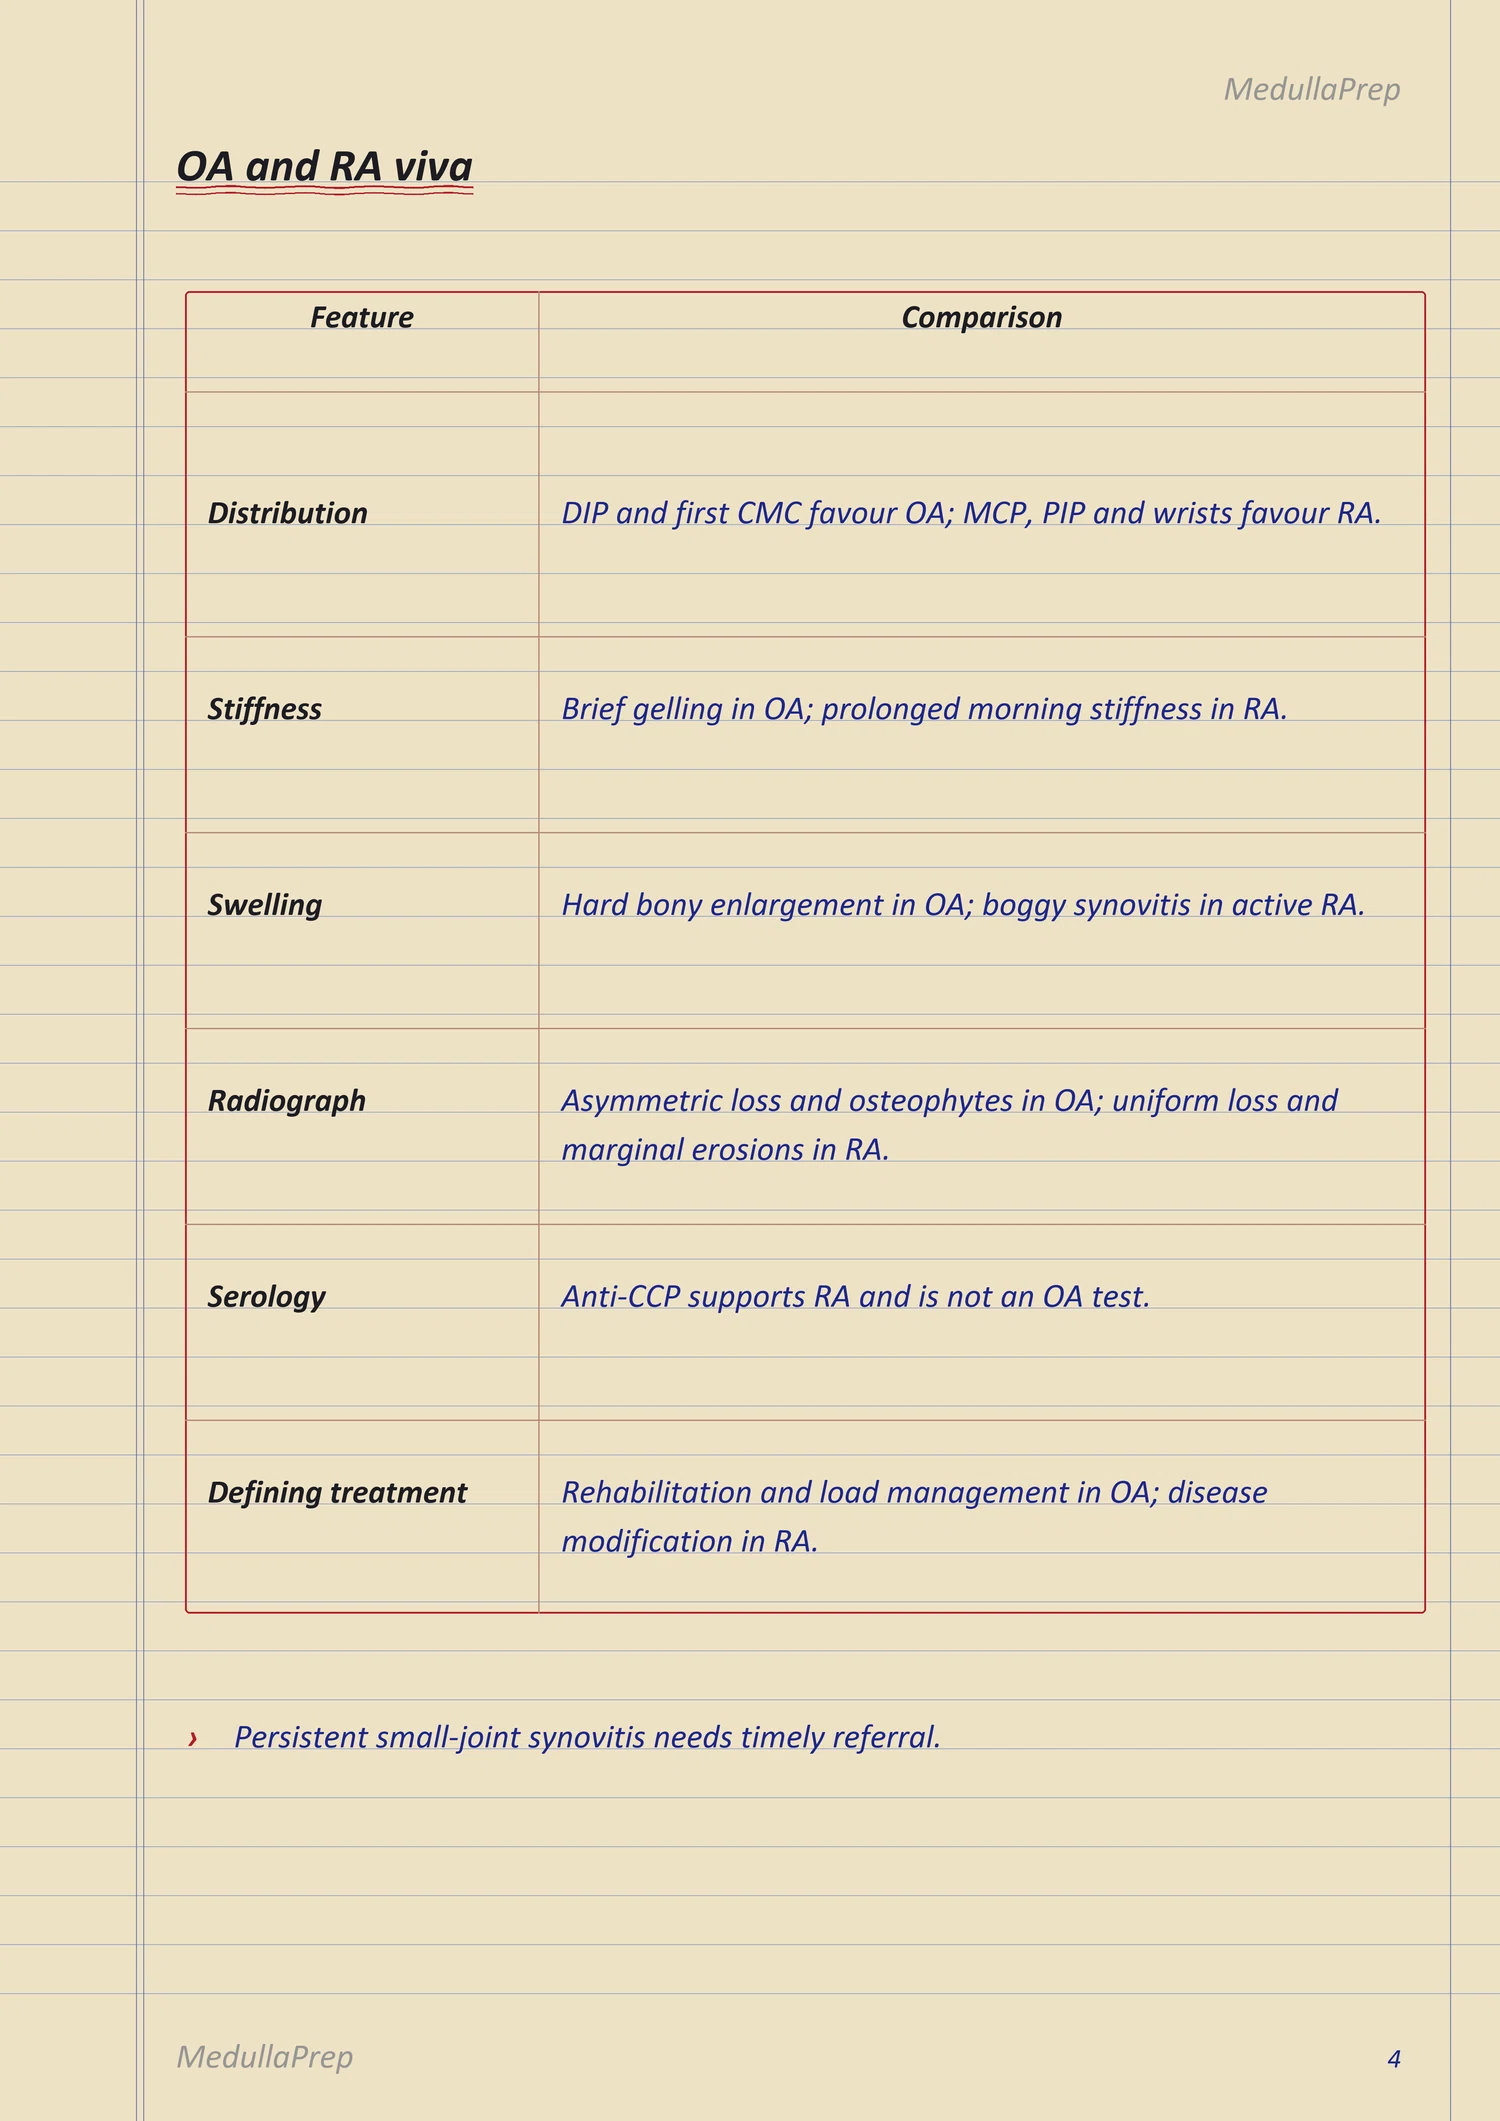 MedullaPrep
OA and RA viva
Feature Comparison
Distribution DIP and first CMC favour OA; MCP, PIP and wrists favour RA.
Stiffness Brief gelling in OA; prolonged morning stiffness in RA.
Swelling Hard bony enlargement in OA; boggy synovitis in active RA.
Radiograph Asymmetric loss and osteophytes in OA; uniform loss and
marginal erosions in RA.
Serology Anti-CCP supports RA and is not an OA test.
Defining treatment Rehabilitation and load management in OA; disease
modification in RA.
› Persistent small-joint synovitis needs timely referral.
MedullaPrep 4